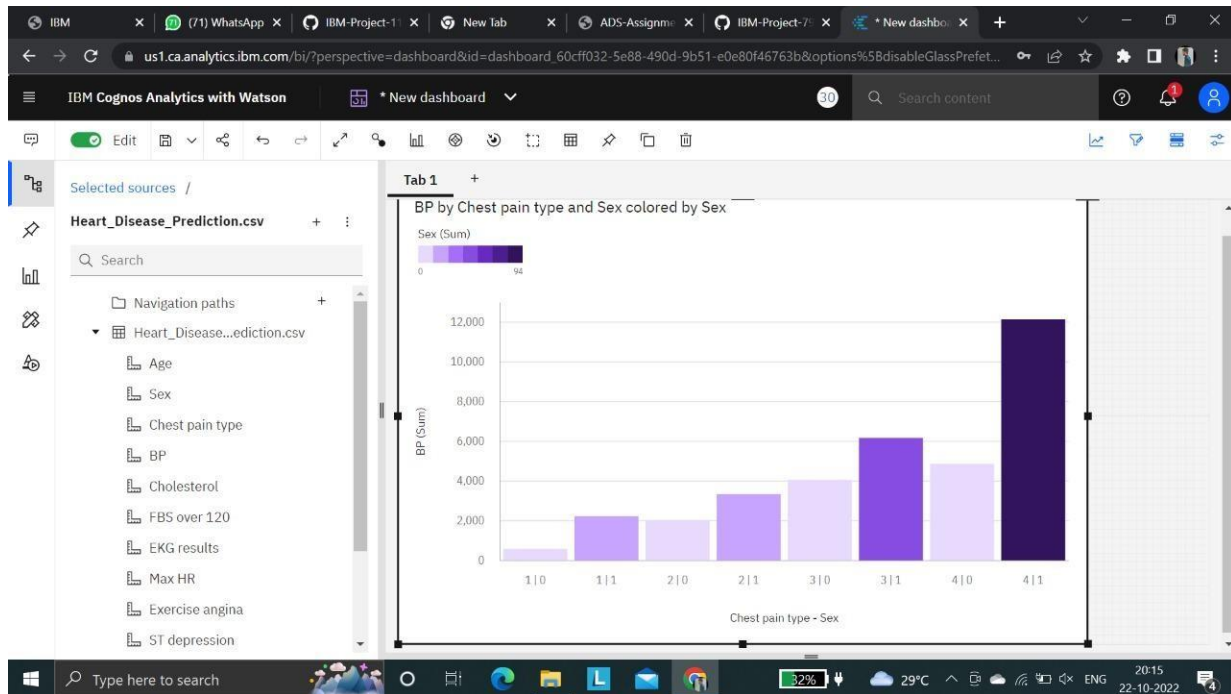 IBM
(71) WhatsApp
IBM-Project-11
New Tab
ADS-Assignme
IBM-Project-79
* New dashbo
us1.ca.analytics.ibm.com/bi/?perspective=dashboard&id=dashboard_60cff032-5e88-490d-9b51-e0e80f46763b&options%5BdisableGlassPrefet...
IBM Cognos Analytics with Watson
* New dashboard
30
Search content
1
Edit
Selected sources /
Tab 1
Heart_Disease_Prediction.csv
Search
Navigation paths
Heart_Disease...ediction.csv
Age
Sex
Chest pain type
BP
Cholesterol
FBS over 120
EKG results
Max HR
Exercise angina
ST depression
BP by Chest pain type and Sex colored by Sex
Sex (Sum)
0 94
BP (Sum)
12,000
10,000
8,000
6,000
4,000
2,000
0
1|0 1|1 2|0 2|1 3|0 3|1 4|0 4|1
Chest pain type - Sex
Type here to search
L
32%
29°C
ENG
20:15
22-10-2022
4